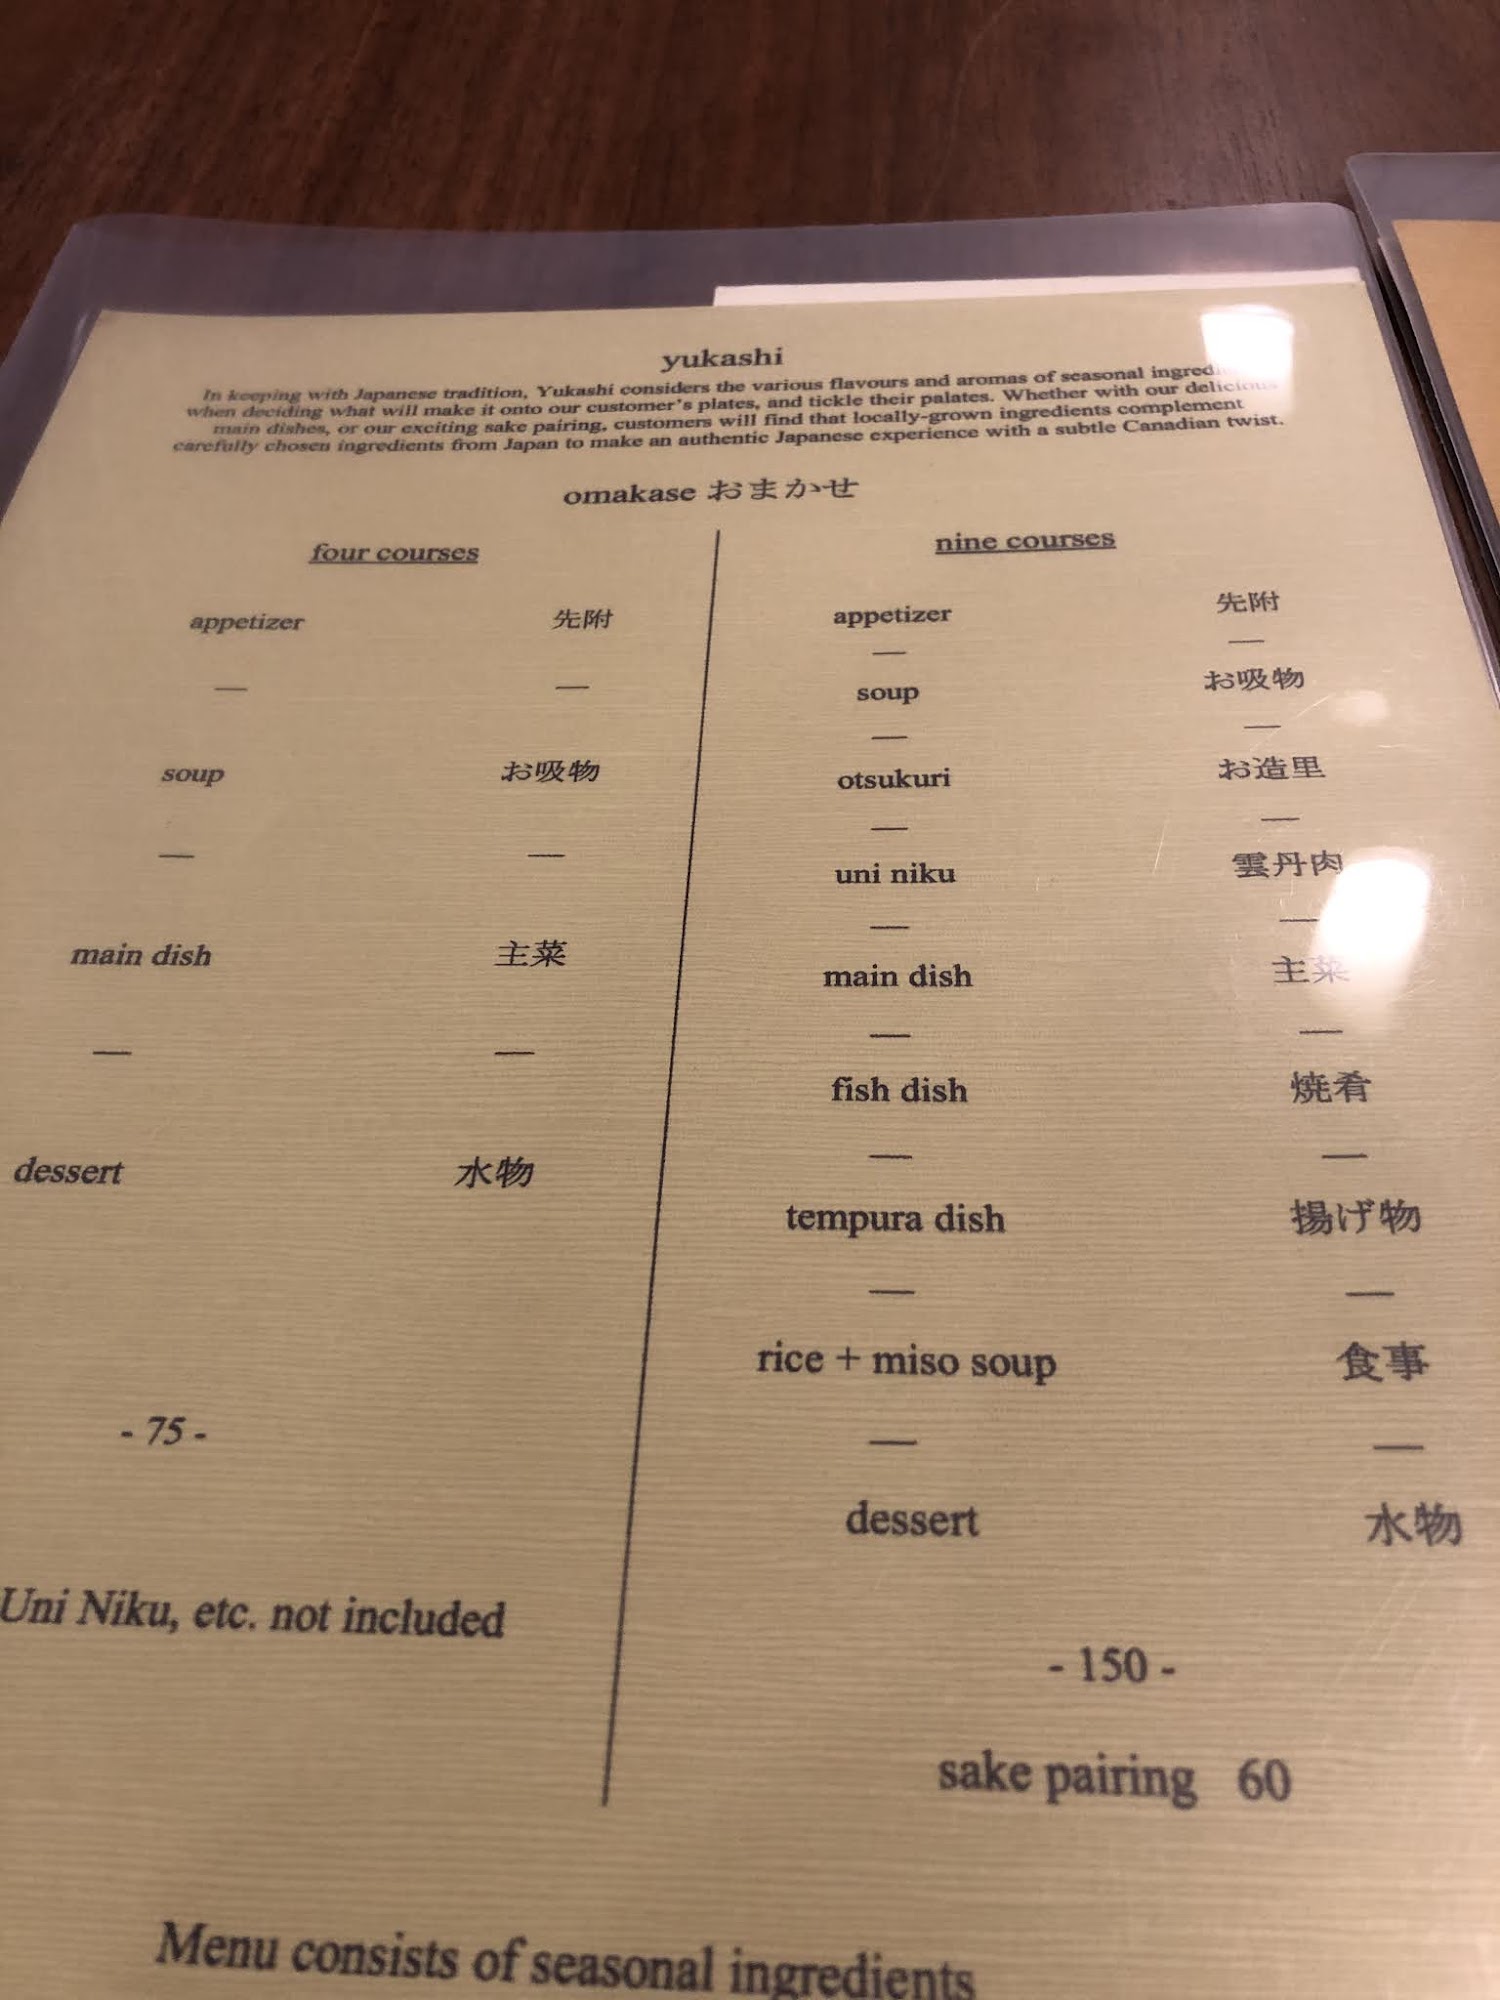 yukashi
In keeping with Japanese tradition, Yukashi considers the various flavours and aromas of seasonal
when deciding what will make it onto our customer's plates, and tickle their palates. Whether with our delicious
main dishes, or our exciting sake pairing, customers will find that locally-grown ingredients complement
carefully chosen ingredients from Japan to make an authentic Japanese experience with a subtle Canadian twist.
omakase おまかせ
four courses
appetizer 先附
—  —
soup お吸物
—  —
main dish 主菜
—  —
dessert 水物
- 75 -
Uni Niku, etc. not included
nine courses
appetizer 先附
—  —
soup お吸物
—  —
otsukuri お造里
—  —
uni niku 雲丹肉
—  —
main dish 主菜
—  —
fish dish 焼肴
—  —
tempura dish 揚げ物
—  —
rice + miso soup 食事
—  —
dessert 水物
- 150 -
sake pairing 60
Menu consists of seasonal ingredients